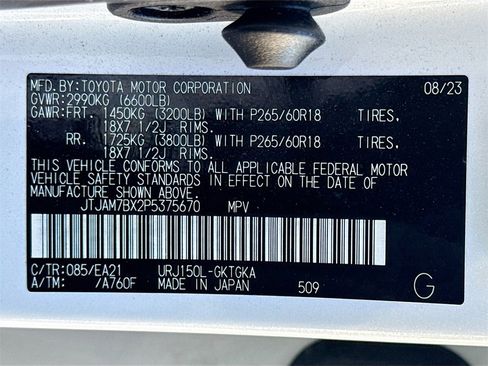 MFD.BY:TOYOTA MOTOR CORPORATION 08/23
GVWR:2990KG (6600LB)
GAWR:FRT. 1450KG (3200LB) WITH P265/60R18 TIRES,
18X7 1/2J RIMS.
RR. 1725KG (3800LB) WITH P265/60R18 TIRES,
18X7 1/2J RIMS.
THIS VEHICLE CONFORMS TO ALL APPLICABLE FEDERAL MOTOR
VEHICLE SAFETY STANDARDS IN EFFECT ON THE DATE OF
MANUFACTURE SHOWN ABOVE.
JTJAM7BX2P5375670 MPV
C/TR:085/EA21 URJ150L-GKTGKA
A/TM: /A760F MADE IN JAPAN 509 G